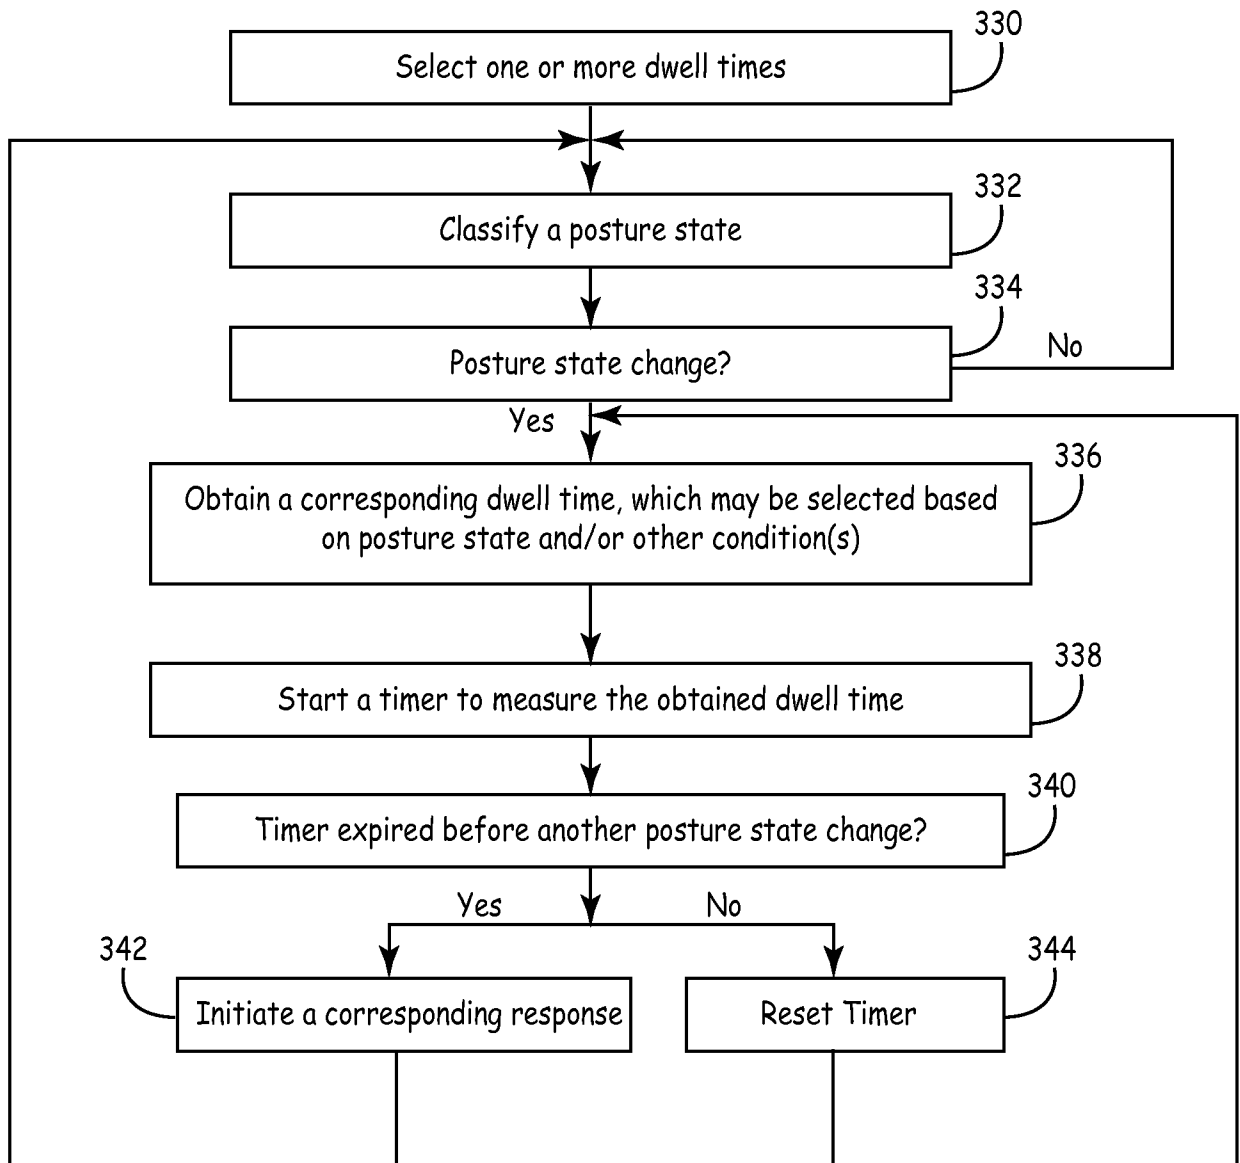 330
Select one or more dwell times
332
Classify a posture state
334
Posture state change?
No
Yes
336
Obtain a corresponding dwell time, which may be selected based
on posture state and/or other condition(s)
338
Start a timer to measure the obtained dwell time
340
Timer expired before another posture state change?
Yes
No
342
344
Initiate a corresponding response
Reset Timer